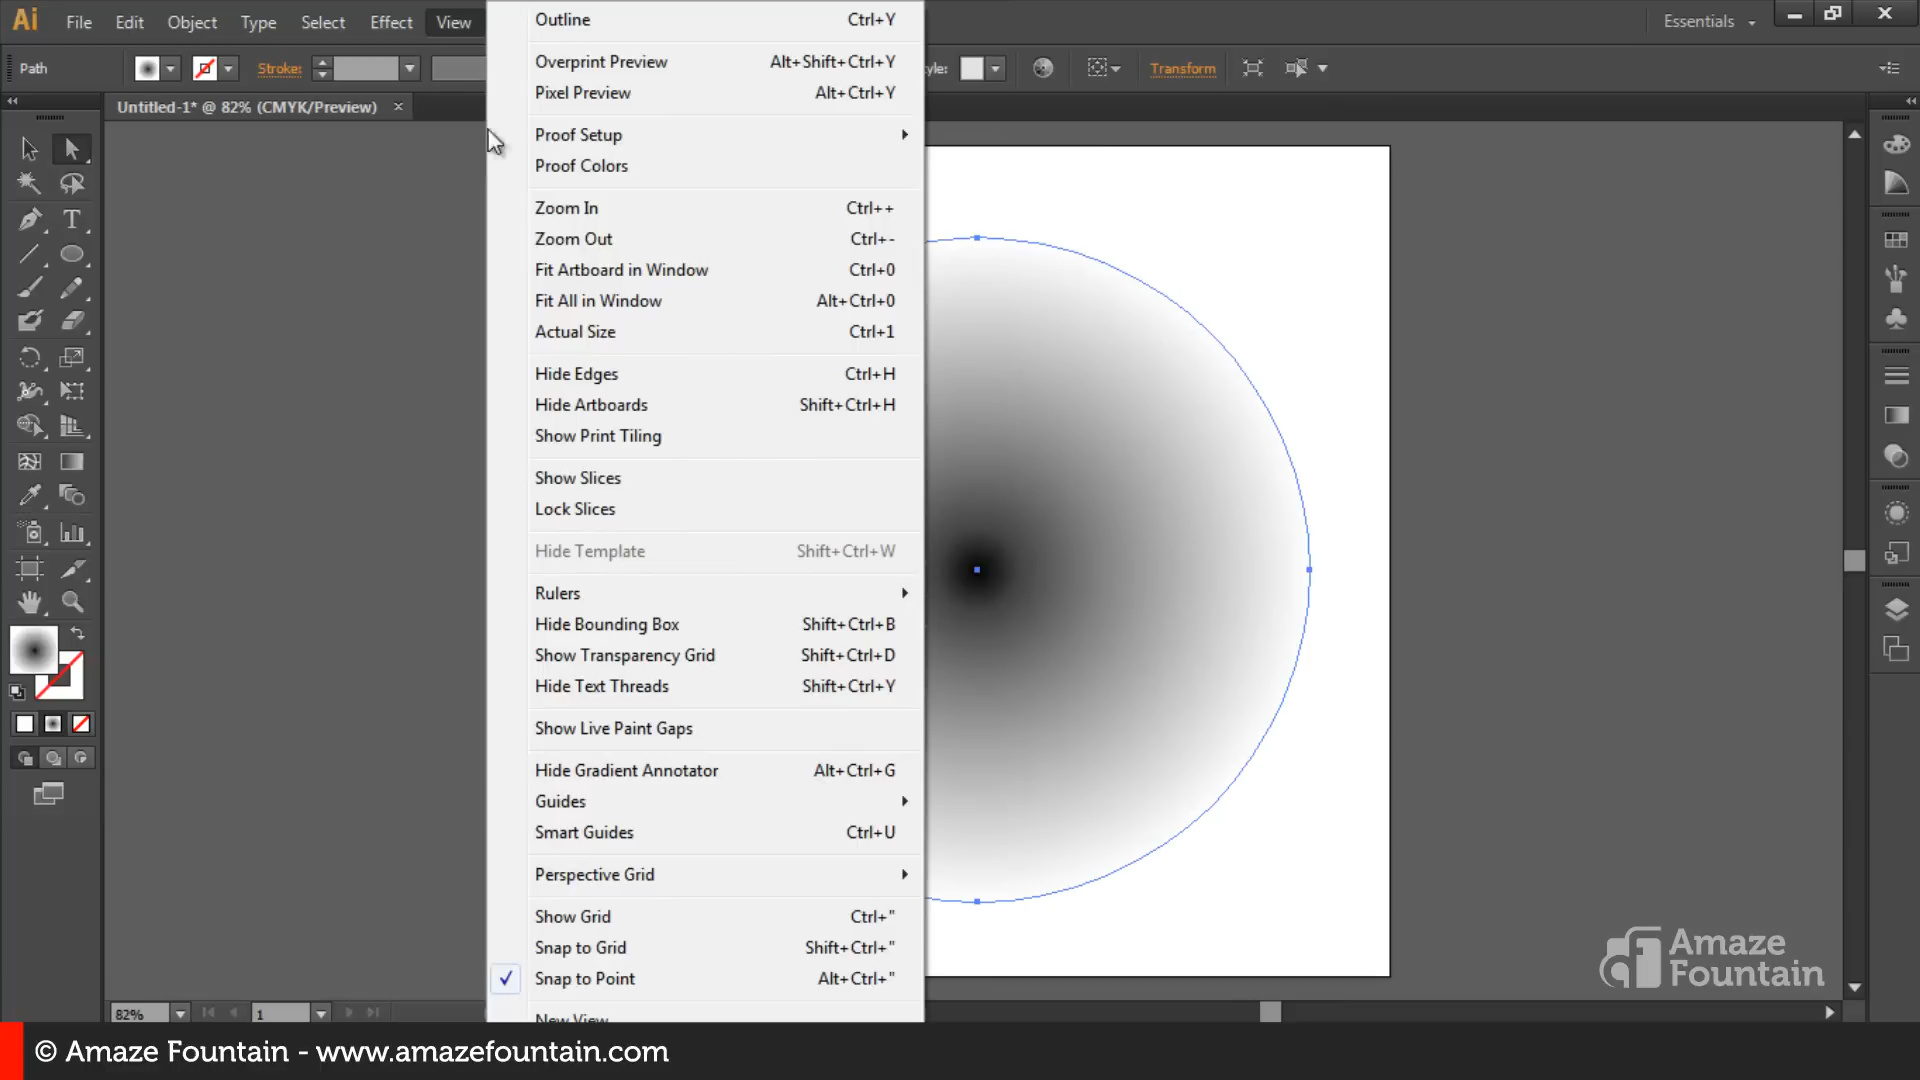 Ai File Edit Object Type Select Effect View Essentials
Path Stroke: Transform
Untitled-1* @ 82% (CMYK/Preview)
Outline Ctrl+Y
Overprint Preview Alt+Shift+Ctrl+Y
Pixel Preview Alt+Ctrl+Y
Proof Setup
Proof Colors
Zoom In Ctrl++
Zoom Out Ctrl+-
Fit Artboard in Window Ctrl+0
Fit All in Window Alt+Ctrl+0
Actual Size Ctrl+1
Hide Edges Ctrl+H
Hide Artboards Shift+Ctrl+H
Show Print Tiling
Show Slices
Lock Slices
Hide Template Shift+Ctrl+W
Rulers
Hide Bounding Box Shift+Ctrl+B
Show Transparency Grid Shift+Ctrl+D
Hide Text Threads Shift+Ctrl+Y
Show Live Paint Gaps
Hide Gradient Annotator Alt+Ctrl+G
Guides
Smart Guides Ctrl+U
Perspective Grid
Show Grid Ctrl+"
Snap to Grid Shift+Ctrl+"
Snap to Point Alt+Ctrl+"
New View
82% 1
Amaze
Fountain
© Amaze Fountain - www.amazefountain.com